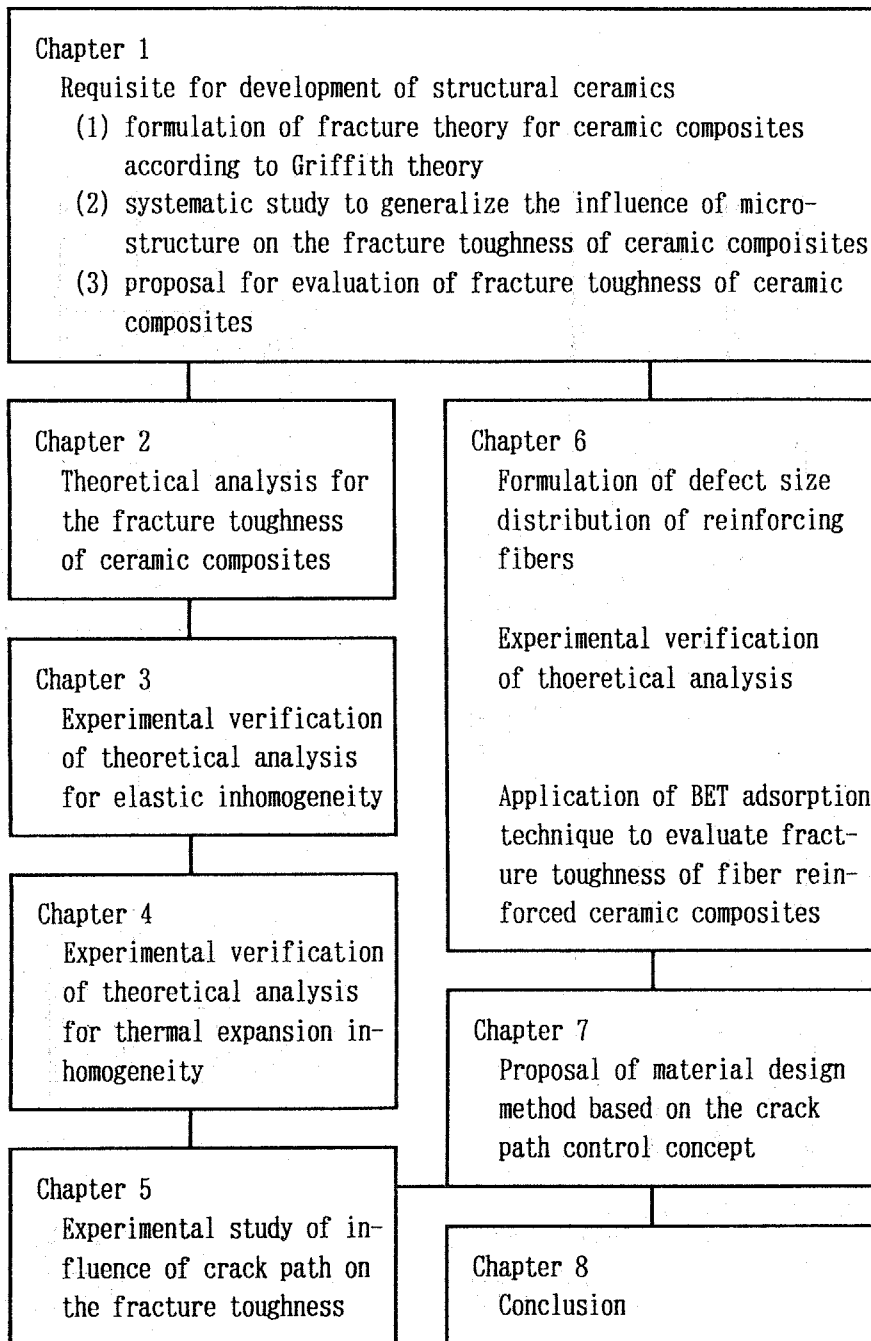 Chapter 1
Requisite for development of structural ceramics
(1) formulation of fracture theory for ceramic composites
according to Griffith theory
(2) systematic study to generalize the influence of micro-
structure on the fracture toughness of ceramic compoisites
(3) proposal for evaluation of fracture toughness of ceramic
composites
Chapter 2
Theoretical analysis for
the fracture toughness
of ceramic composites
Chapter 3
Experimental verification
of theoretical analysis
for elastic inhomogeneity
Chapter 4
Experimental verification
of theoretical analysis
for thermal expansion in-
homogeneity
Chapter 5
Experimental study of in-
fluence of crack path on
the fracture toughness
Chapter 6
Formulation of defect size
distribution of reinforcing
fibers
Experimental verification
of thoeretical analysis
Application of BET adsorption
technique to evaluate fract-
ure toughness of fiber rein-
forced ceramic composites
Chapter 7
Proposal of material design
method based on the crack
path control concept
Chapter 8
Conclusion